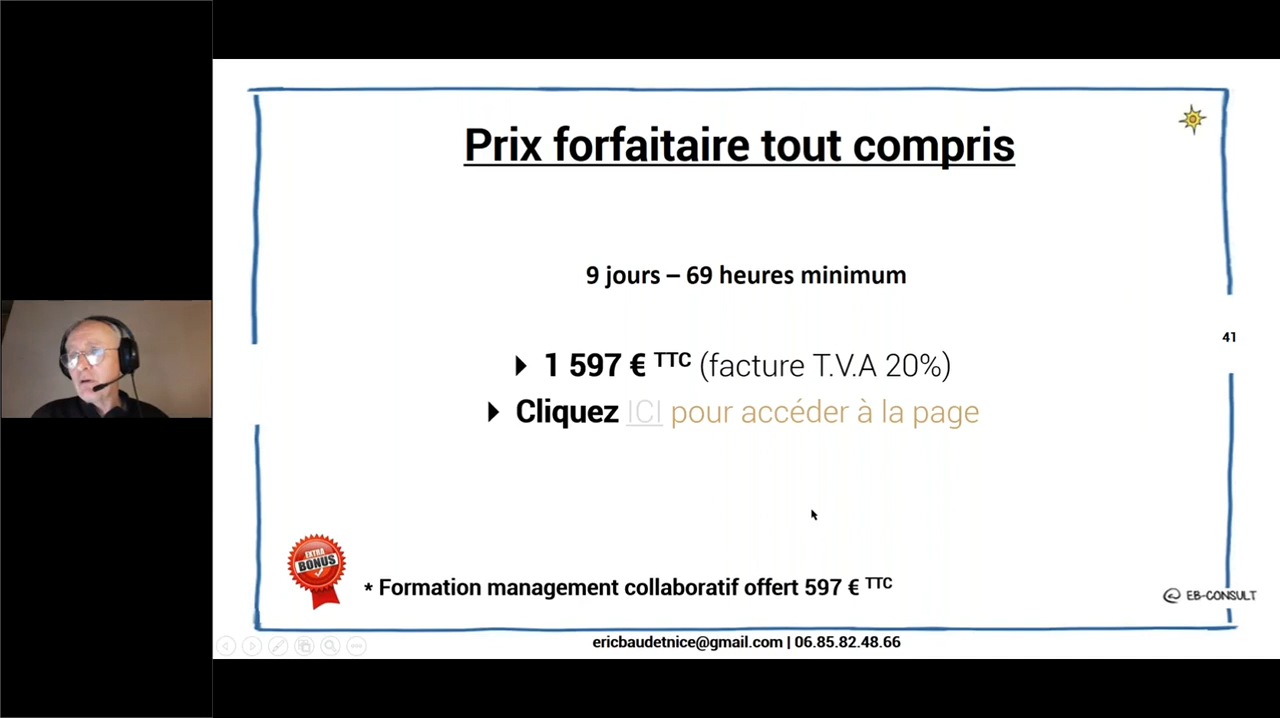 Prix forfaitaire tout compris
9 jours – 69 heures minimum
41
1 597 € TTC (facture T.V.A 20%)
Cliquez ICI pour accéder à la page
EXTRA
BONUS
* Formation management collaboratif offert 597 € TTC
@ EB-CONSULT
ericbaudetnice@gmail.com | 06.85.82.48.66